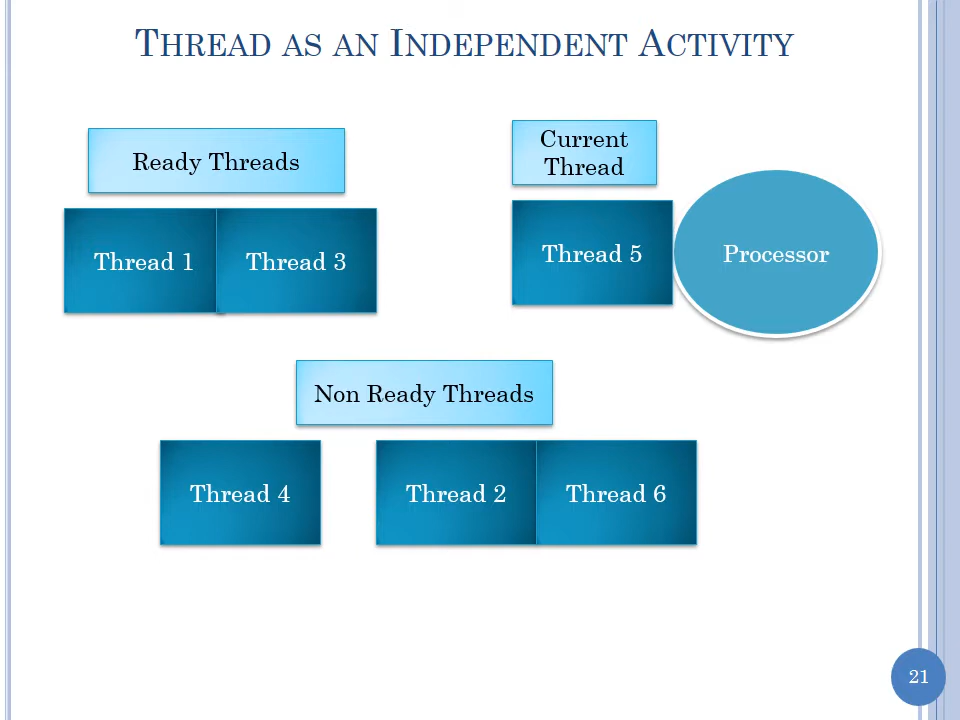 THREAD AS AN INDEPENDENT ACTIVITY
Ready Threads
Thread 1
Thread 3
Current
Thread
Thread 5
Processor
Non Ready Threads
Thread 4
Thread 2
Thread 6
21